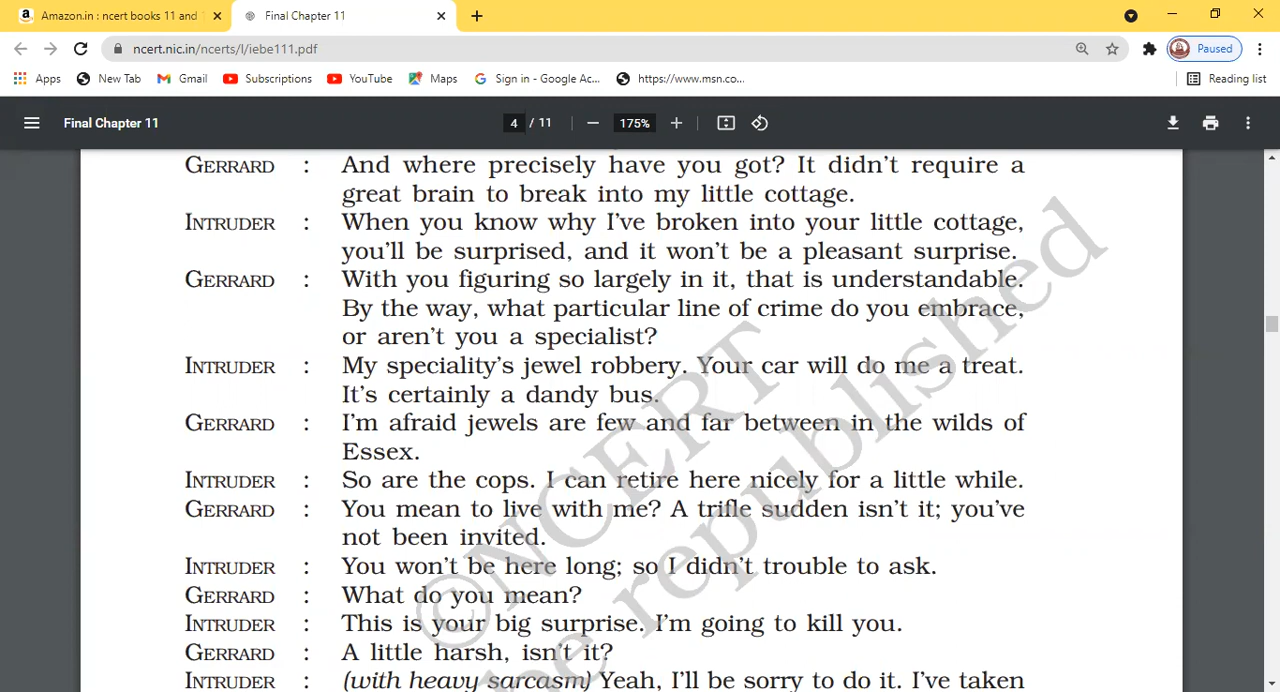 Amazon.in : ncert books 11 and
Final Chapter 11
ncert.nic.in/ncerts/l/iebe111.pdf
Paused
Apps New Tab Gmail Subscriptions YouTube Maps Sign in - Google Ac... https://www.msn.co... Reading list
Final Chapter 11 4 / 11 175%
GERRARD : And where precisely have you got? It didn't require a
great brain to break into my little cottage.
INTRUDER : When you know why I've broken into your little cottage,
you'll be surprised, and it won't be a pleasant surprise.
GERRARD : With you figuring so largely in it, that is understandable.
By the way, what particular line of crime do you embrace,
or aren't you a specialist?
INTRUDER : My speciality's jewel robbery. Your car will do me a treat.
It's certainly a dandy bus.
GERRARD : I'm afraid jewels are few and far between in the wilds of
Essex.
INTRUDER : So are the cops. I can retire here nicely for a little while.
GERRARD : You mean to live with me? A trifle sudden isn't it; you've
not been invited.
INTRUDER : You won't be here long; so I didn't trouble to ask.
GERRARD : What do you mean?
INTRUDER : This is your big surprise. I'm going to kill you.
GERRARD : A little harsh, isn't it?
INTRUDER : (with heavy sarcasm) Yeah, I'll be sorry to do it. I've taken
©NCERT
be republished